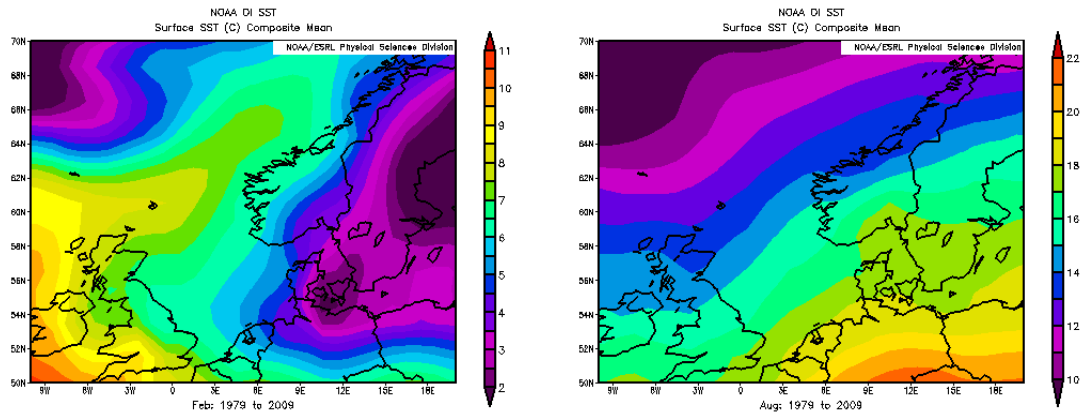 NOAA OI SST
Surface SST (C) Composite Mean
NOAA/ESRL Physical Sciences Division
70N
68N
66N
64N
62N
60N
58N
56N
54N
52N
50N
9W 6W 3W 0 3E 6E 9E 12E 15E 18E
Feb: 1979 to 2009
11
10
9
8
7
6
5
4
3
2
NOAA OI SST
Surface SST (C) Composite Mean
NOAA/ESRL Physical Sciences Division
70N
68N
66N
64N
62N
60N
58N
56N
54N
52N
50N
9W 6W 3W 0 3E 6E 9E 12E 15E 18E
Aug: 1979 to 2009
22
20
18
16
14
12
10